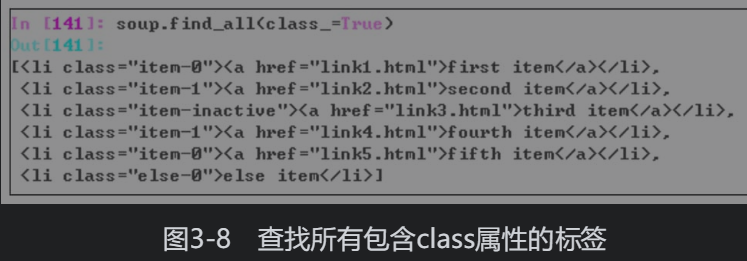 In [141]: soup.find_all(class_=True)
Out[141]:
[<li class="item-0"><a href="link1.html">first item</a></li>,
 <li class="item-1"><a href="link2.html">second item</a></li>,
 <li class="item-inactive"><a href="link3.html">third item</a></li>,
 <li class="item-1"><a href="link4.html">fourth item</a></li>,
 <li class="item-0"><a href="link5.html">fifth item</a></li>,
 <li class="else-0">else item</li>]
图3-8 查找所有包含class属性的标签